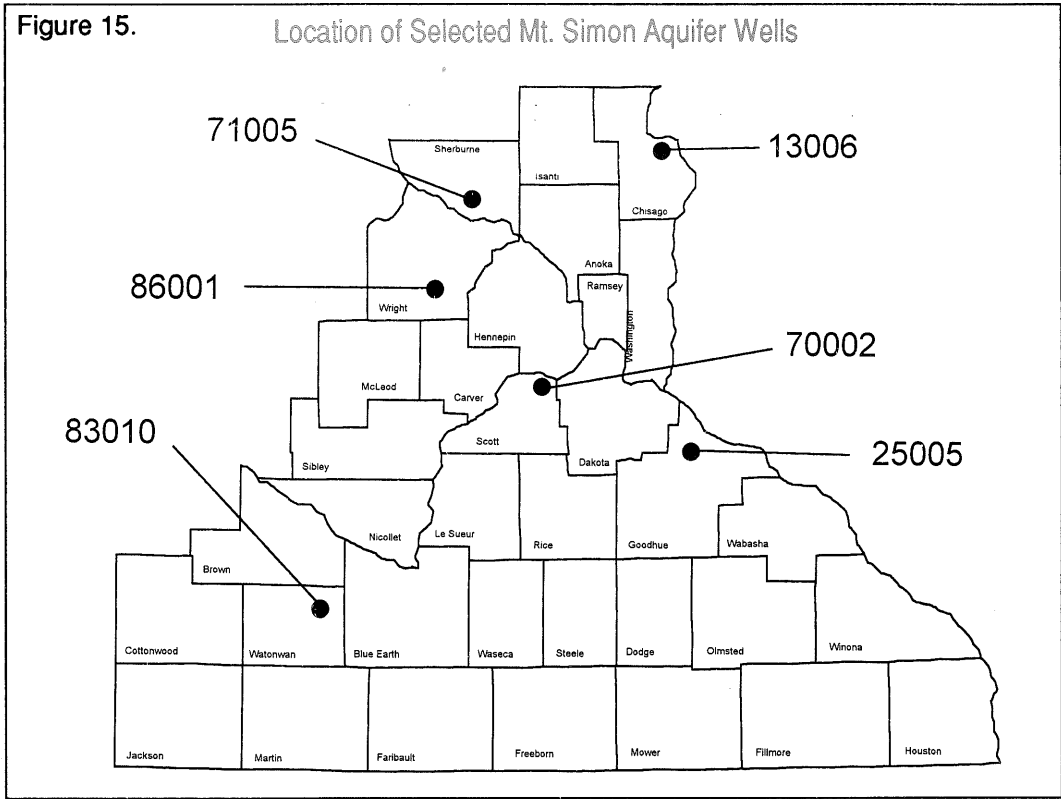 Figure 15.
Location of Selected Mt. Simon Aquifer Wells
71005
13006
Sherburne
Isanti
Chisago
86001
Anoka
Ramsey
Wright
Washington
Hennepin
70002
McLeod
Carver
83010
Scott
25005
Sibley
Dakota
Nicollet
Le Sueur
Rice
Goodhue
Wabasha
Brown
Cottonwood
Watonwan
Blue Earth
Waseca
Steele
Dodge
Olmsted
Winona
Jackson
Martin
Faribault
Freeborn
Mower
Fillmore
Houston